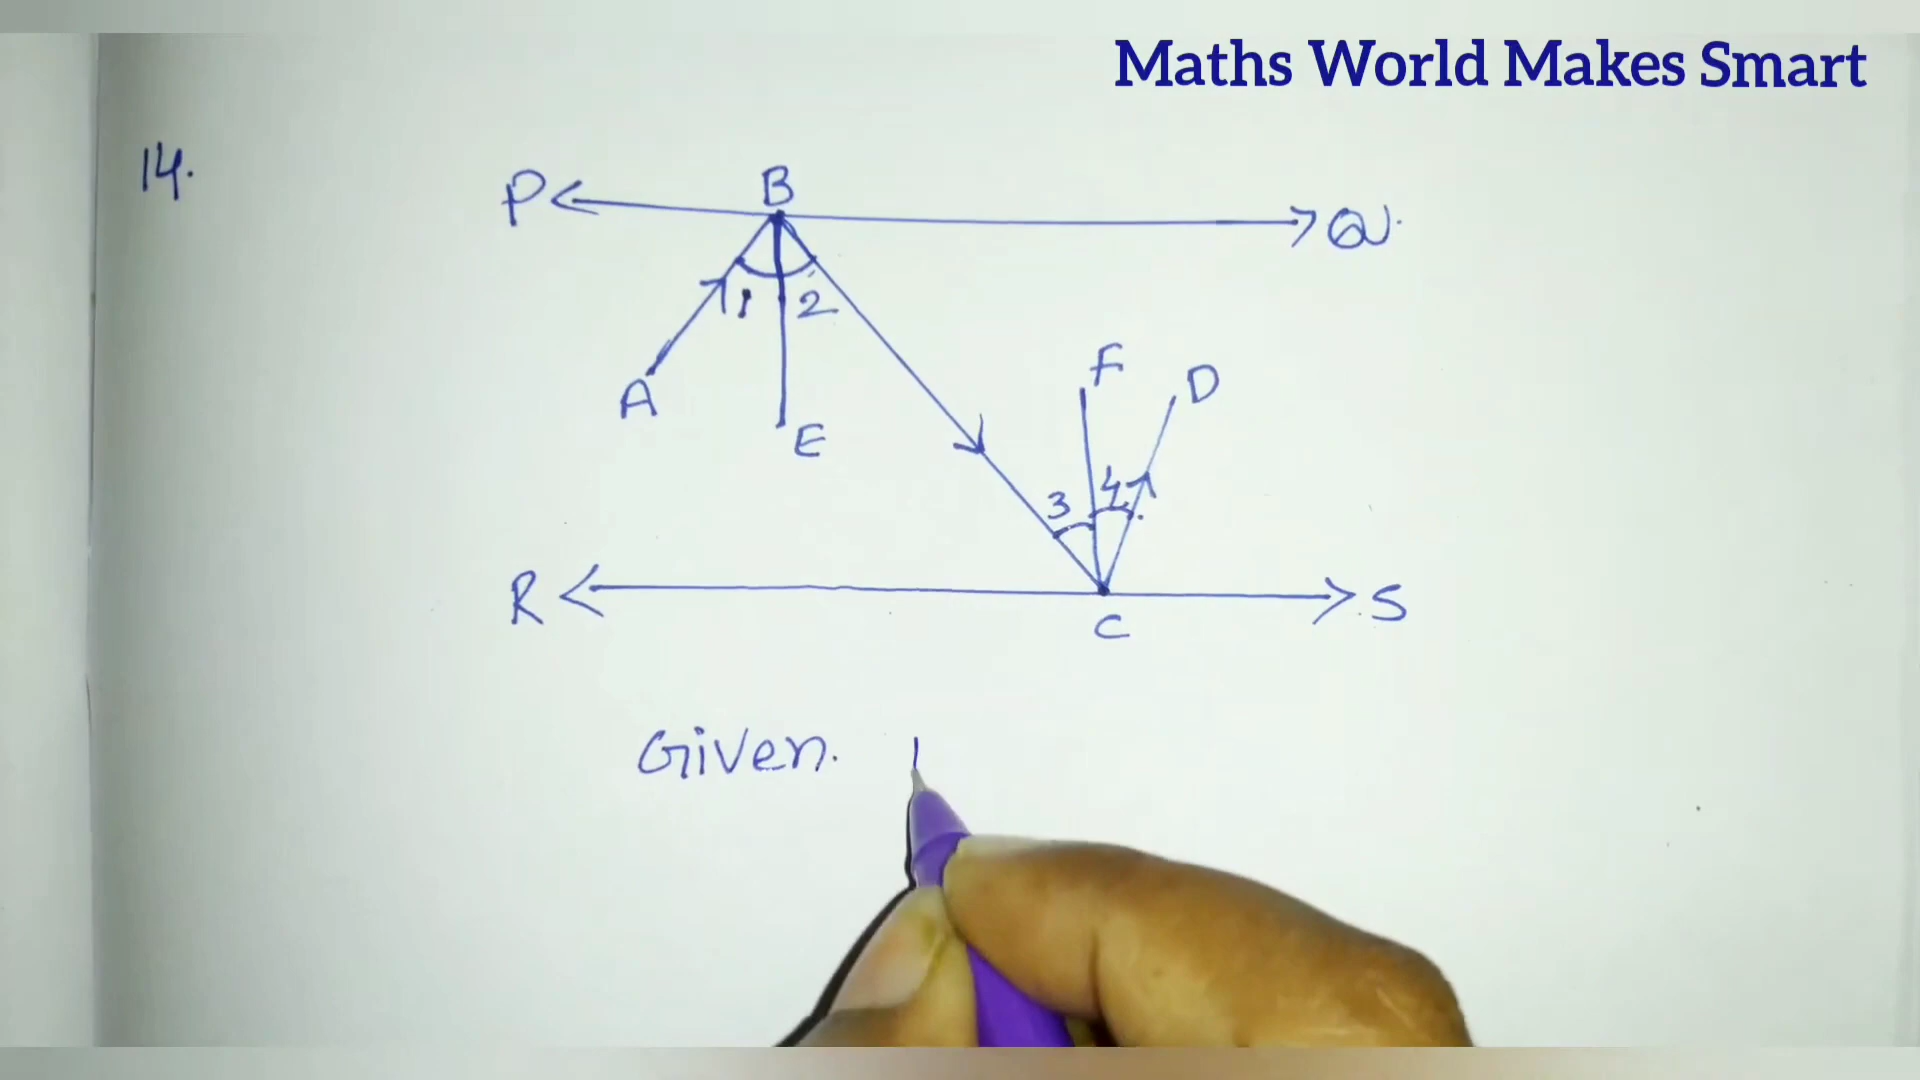 Maths World Makes Smart
14.
P B Q
1 2
A E
F D
3 4
R S
C
Given.